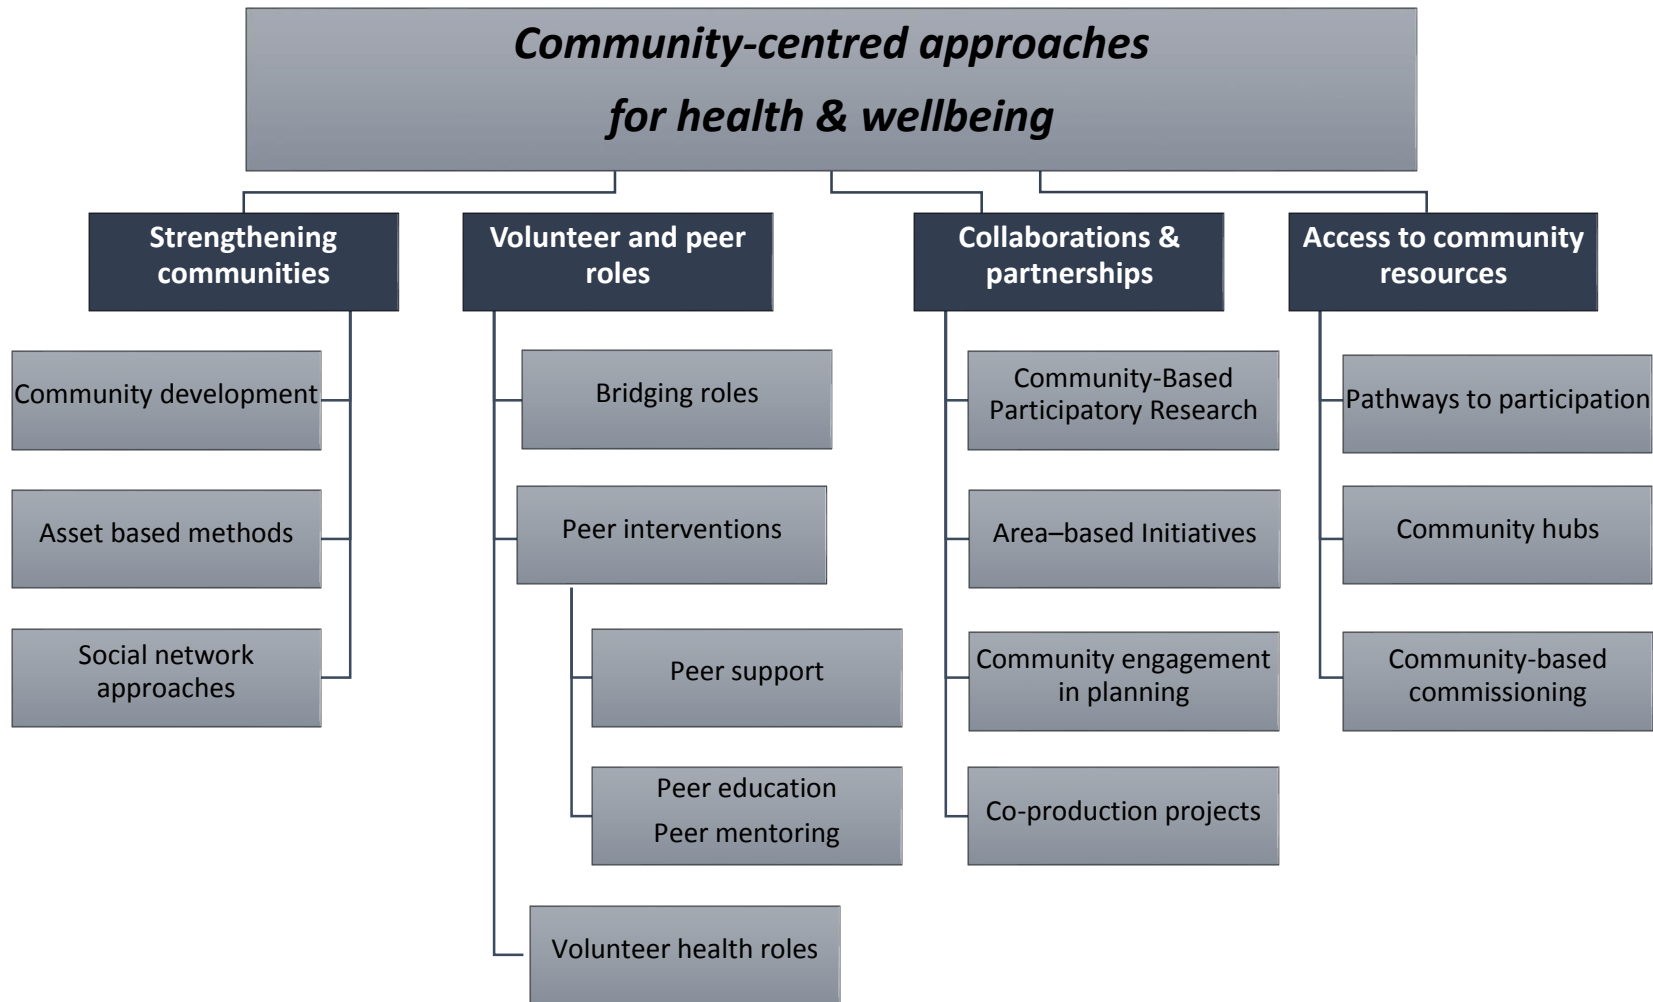 Community-centred approaches
for health & wellbeing
Strengthening
communities
Community development
Asset based methods
Social network
approaches
Volunteer and peer
roles
Bridging roles
Peer interventions
Peer support
Peer education
Peer mentoring
Volunteer health roles
Collaborations &
partnerships
Community-Based
Participatory Research
Area–based Initiatives
Community engagement
in planning
Co-production projects
Access to community
resources
Pathways to participation
Community hubs
Community-based
commissioning